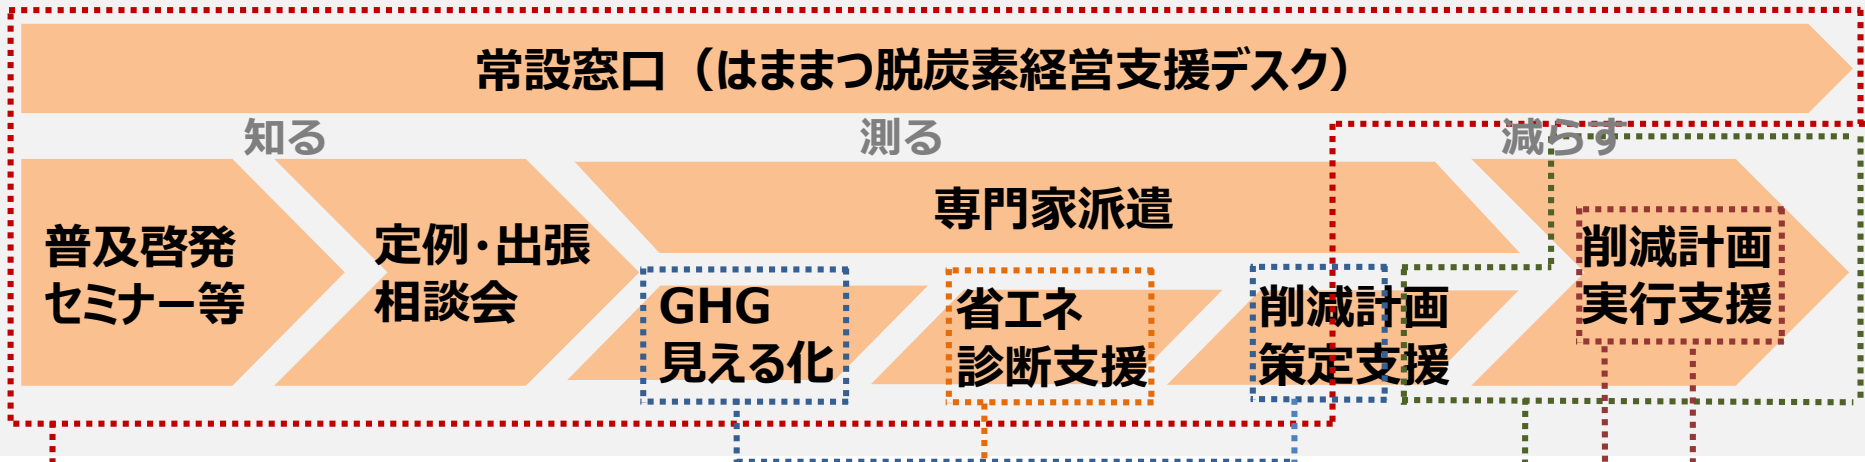 常設窓口（はままつ脱炭素経営支援デスク）
知る
測る
減らす
普及啓発
セミナー等
定例・出張
相談会
専門家派遣
GHG
見える化
省エネ
診断支援
削減計画
策定支援
削減計画
実行支援